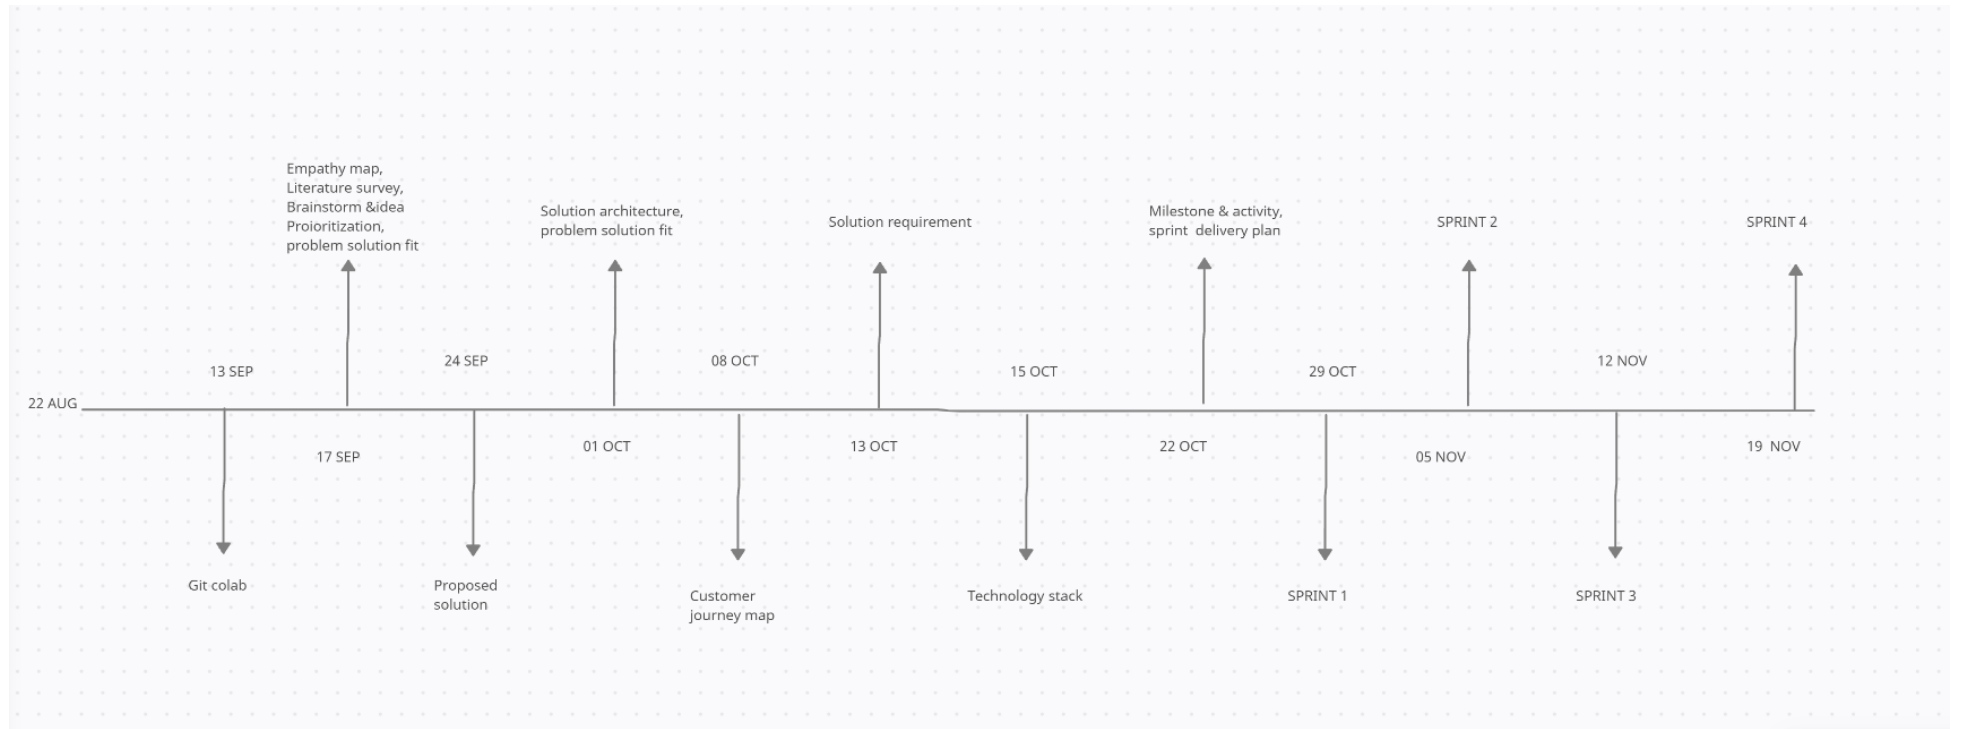 Empathy map,
Literature survey,
Brainstorm &idea
Proioritization,
problem solution fit
Solution architecture,
problem solution fit
Solution requirement
Milestone & activity,
sprint  delivery plan
SPRINT 2
SPRINT 4
13 SEP
24 SEP
08 OCT
15 OCT
29 OCT
12 NOV
22 AUG
17 SEP
01 OCT
13 OCT
22 OCT
05 NOV
19  NOV
Git colab
Proposed
solution
Customer
journey map
Technology stack
SPRINT 1
SPRINT 3